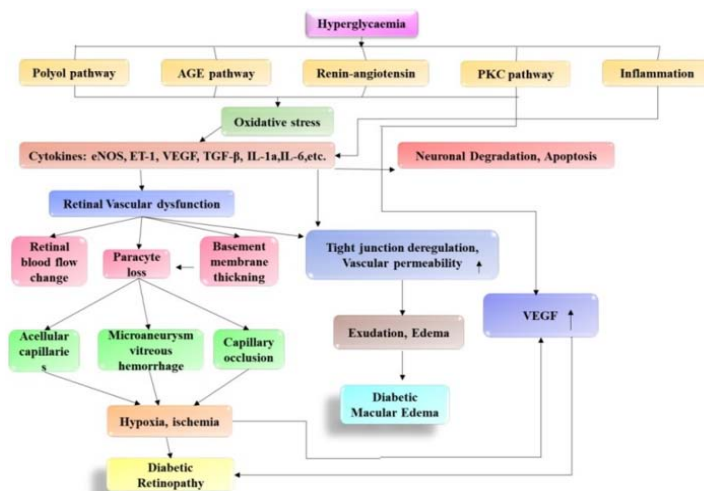 Hyperglycaemia
Polyol pathway
AGE pathway
Renin-angiotensin
PKC pathway
Inflammation
Oxidative stress
Cytokines: eNOS, ET-1, VEGF, TGF-β, IL-1a,IL-6,etc.
Neuronal Degradation, Apoptosis
Retinal Vascular dysfunction
Retinal
blood flow
change
Paracyte
loss
Basement
membrane
thickning
Tight junction deregulation,
Vascular permeability
VEGF
Acellular
capillarie
s
Microaneurysm
vitreous
hemorrhage
Capillary
occlusion
Exudation, Edema
Diabetic
Macular Edema
Hypoxia, ischemia
Diabetic
Retinopathy